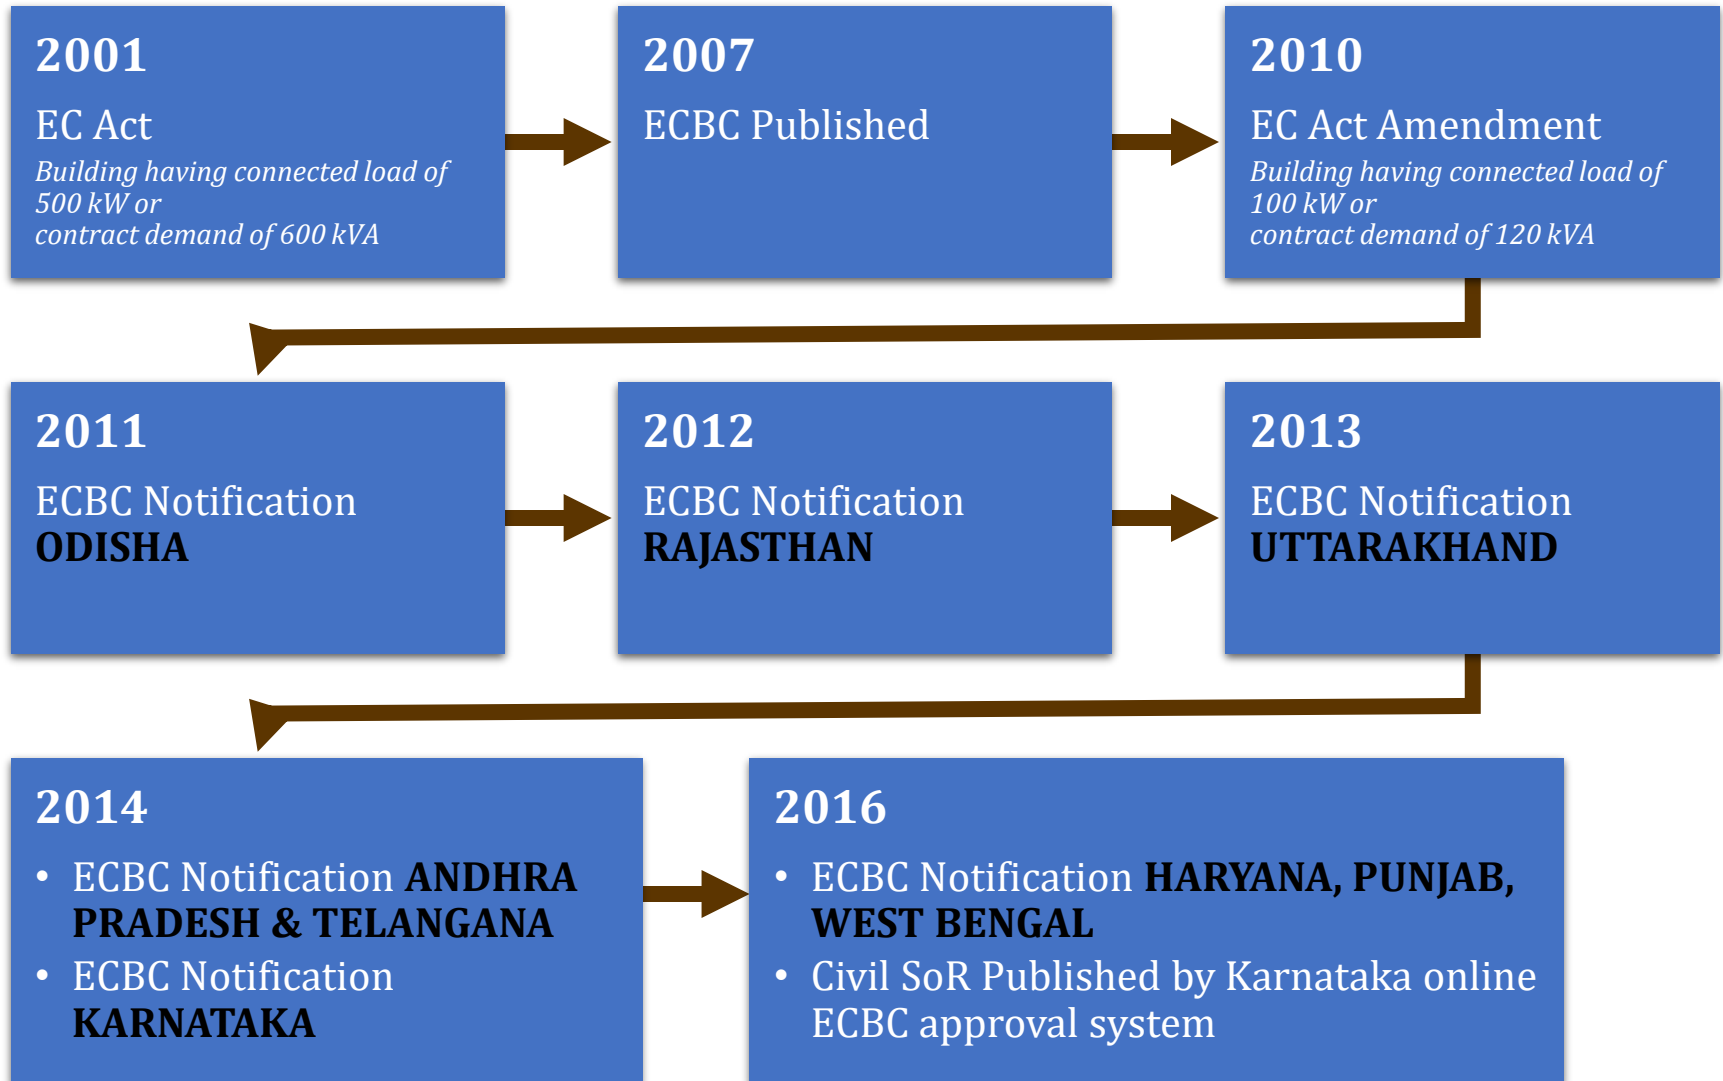 2001
EC Act
Building having connected load of
500 kW or
contract demand of 600 kVA
2007
ECBC Published
2010
EC Act Amendment
Building having connected load of
100 kW or
contract demand of 120 kVA
2011
ECBC Notification
ODISHA
2012
ECBC Notification
RAJASTHAN
2013
ECBC Notification
UTTARAKHAND
2014
• ECBC Notification ANDHRA
PRADESH & TELANGANA
• ECBC Notification
KARNATAKA
2016
• ECBC Notification HARYANA, PUNJAB,
WEST BENGAL
• Civil SoR Published by Karnataka online
ECBC approval system